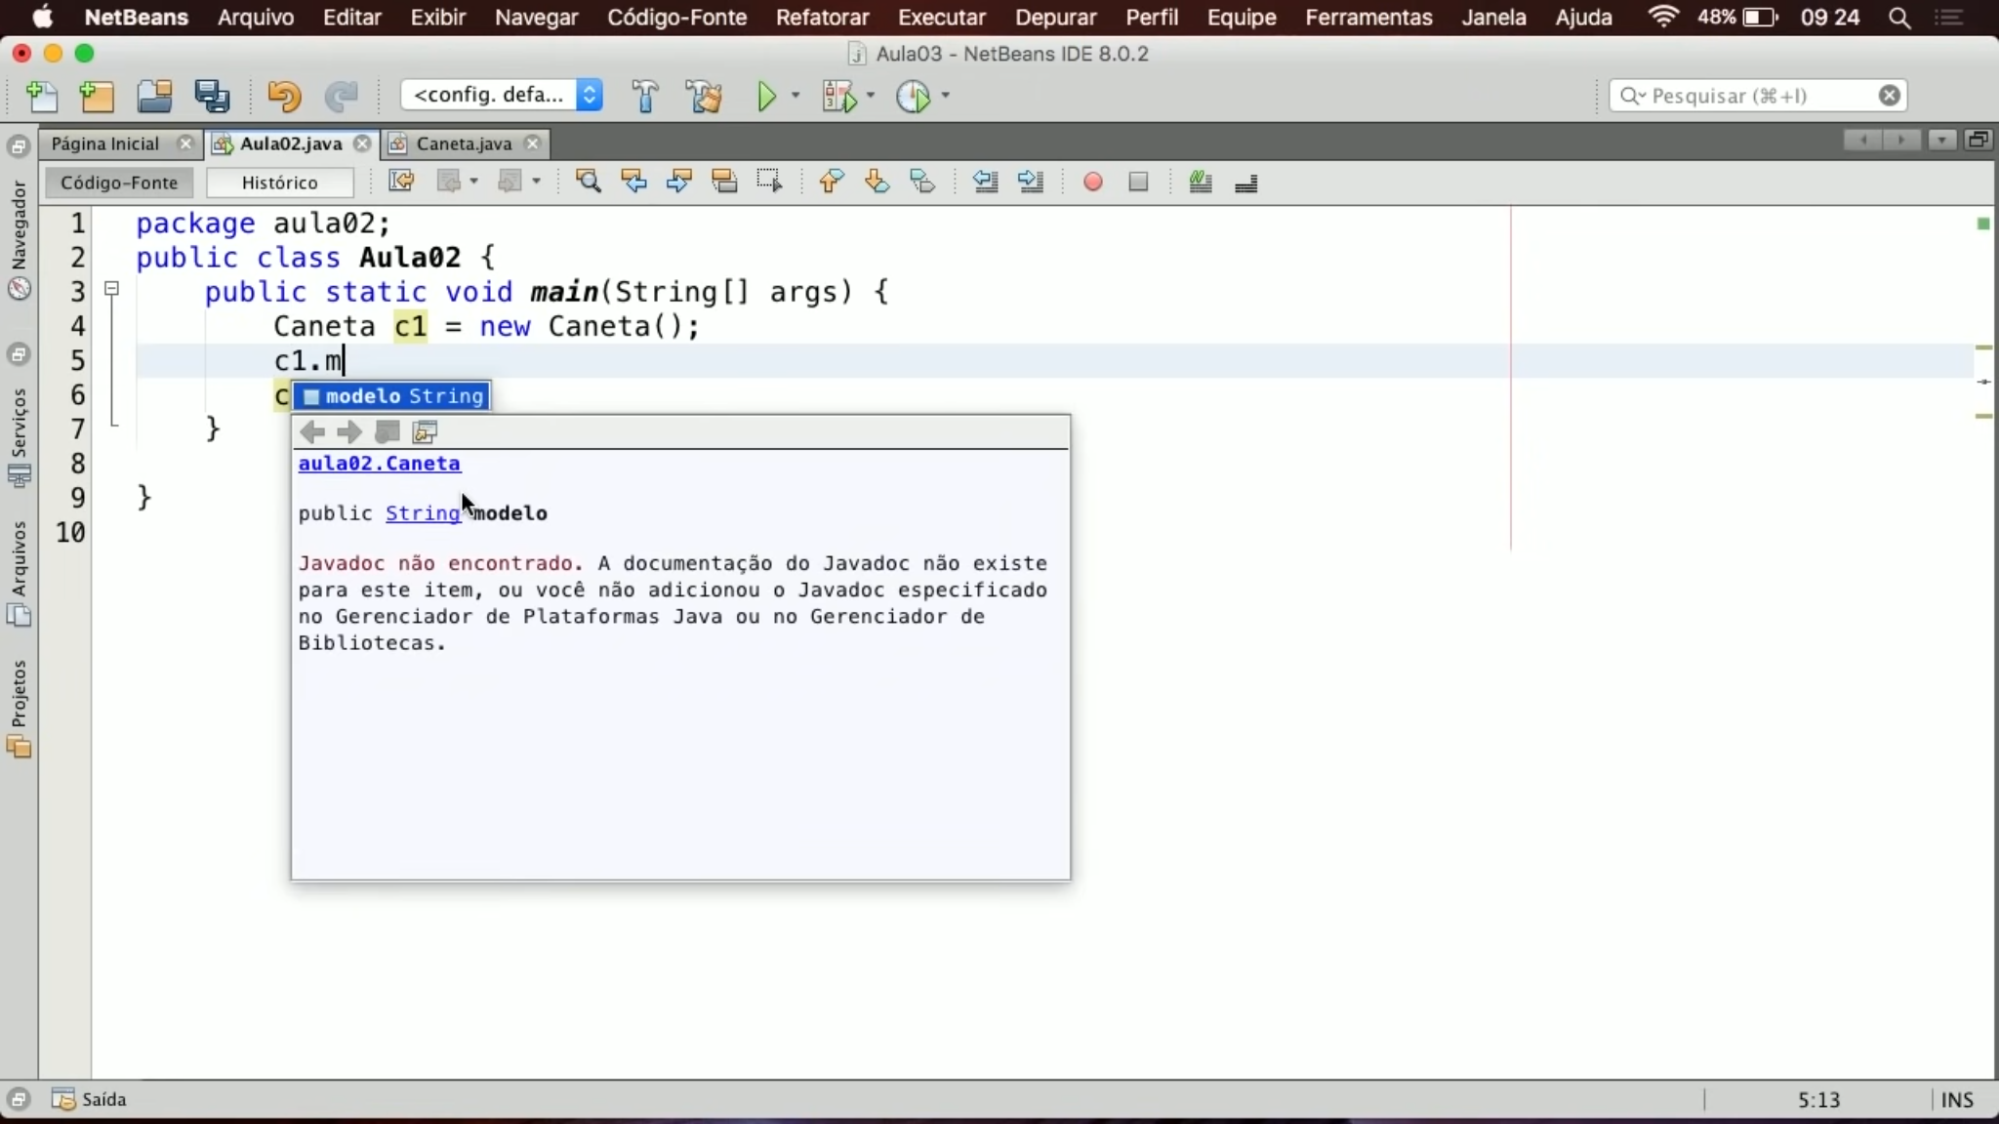 NetBeans Arquivo Editar Exibir Navegar Código-Fonte Refatorar Executar Depurar Perfil Equipe Ferramentas Janela Ajuda 48% 09 24
Aula03 - NetBeans IDE 8.0.2
<config. defa... Pesquisar (⌘+I)
Página Inicial Aula02.java Caneta.java
Código-Fonte Histórico
Navegador
Serviços
Arquivos
Projetos
1 package aula02;
2 public class Aula02 {
3 public static void main(String[] args) {
4 Caneta c1 = new Caneta();
5 c1.m
6 c
7 }
8
9 }
10
modelo String
aula02.Caneta
public String modelo
Javadoc não encontrado. A documentação do Javadoc não existe
para este item, ou você não adicionou o Javadoc especificado
no Gerenciador de Plataformas Java ou no Gerenciador de
Bibliotecas.
Saída 5:13 INS